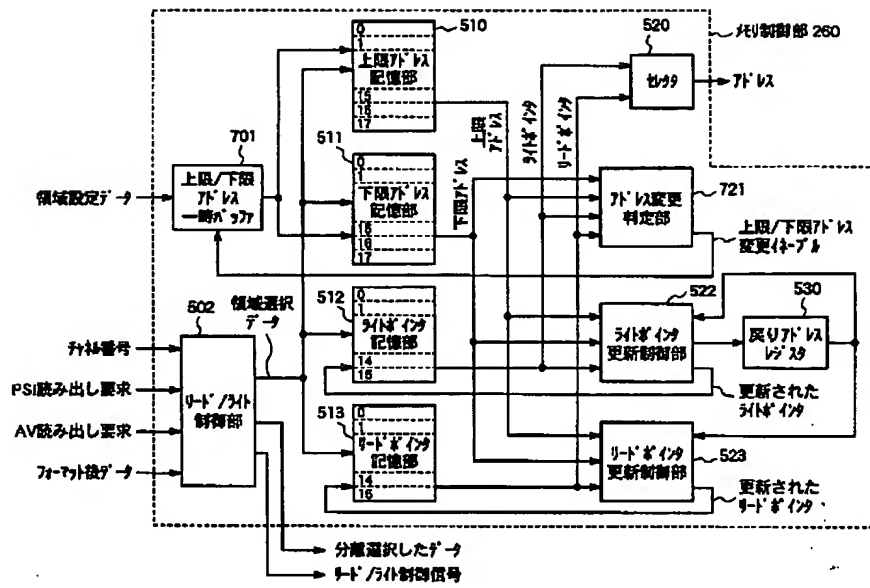 510
520
メモリ制御部 260
0
1
上限アドレス
記憶部
15
16
17
セレクタ
アドレス
701
上限/下限
アドレス
一時バッファ
領域設定データ
511
0
1
下限アドレス
記憶部
15
16
17
上限
アドレス
下限アドレス
ライトポインタ
リードポインタ
アドレス変更
判定部
721
上限/下限アドレス
変更イネーブル
502
領域選択
データ
512
0
1
ライトポインタ
記憶部
14
15
522
ライトポインタ
更新制御部
530
戻りアドレス
レジスタ
更新された
ライトポインタ
チャネル番号
PSI読み出し要求
AV読み出し要求
フォーマット後データ
リード/ライト
制御部
513
0
1
リードポインタ
記憶部
14
15
リードポインタ
更新制御部
523
更新された
リードポインタ
分離選択したデータ
リード/ライト制御信号